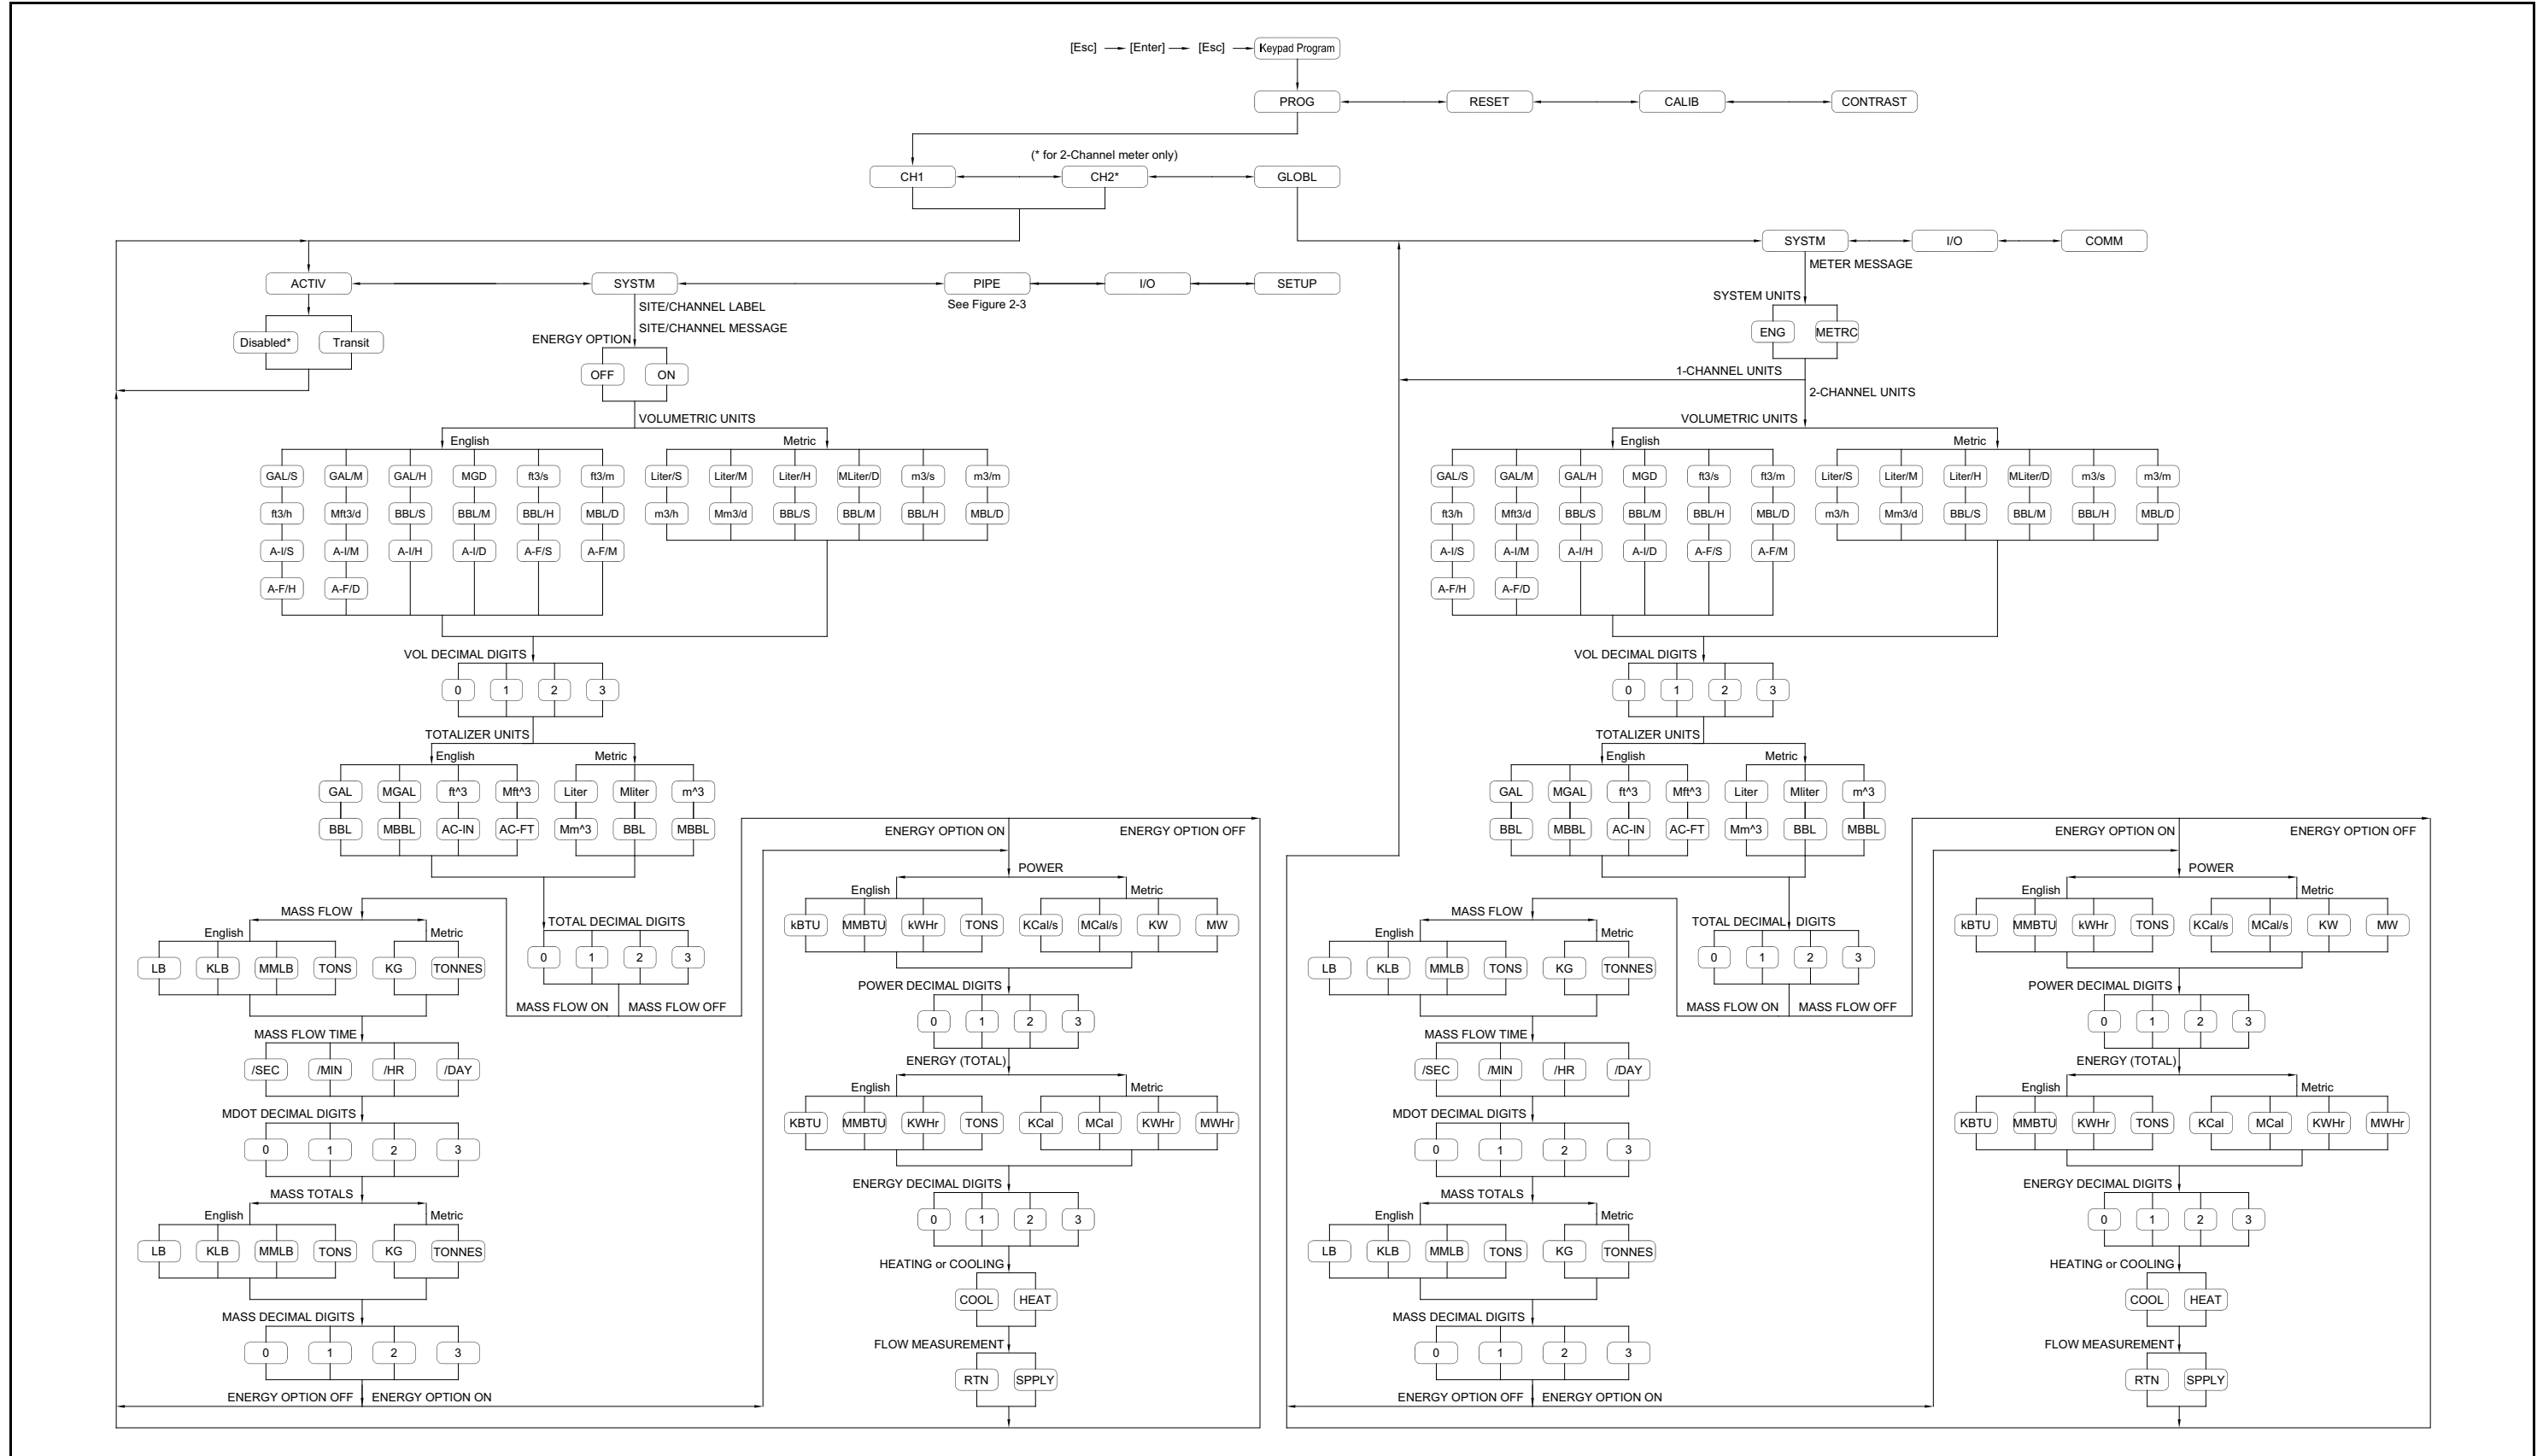 [Esc] [Enter] [Esc] Keypad Program
PROG RESET CALIB CONTRAST
(* for 2-Channel meter only)
CH1 CH2* GLOBL
ACTIV SYSTM PIPE I/O SETUP
See Figure 2-3
Disabled* Transit
SITE/CHANNEL LABEL
SITE/CHANNEL MESSAGE
ENERGY OPTION
OFF ON
VOLUMETRIC UNITS
English Metric
GAL/S GAL/M GAL/H MGD ft3/s ft3/m Liter/S Liter/M Liter/H MLiter/D m3/s m3/m
ft3/h Mft3/d BBL/S BBL/M BBL/H MBL/D m3/h Mm3/d BBL/S BBL/M BBL/H MBL/D
A-I/S A-I/M A-I/H A-I/D A-F/S A-F/M
A-F/H A-F/D
VOL DECIMAL DIGITS
0 1 2 3
TOTALIZER UNITS
English Metric
GAL MGAL ft^3 Mft^3 Liter Mliter m^3
BBL MBBL AC-IN AC-FT Mm^3 BBL MBBL
TOTAL DECIMAL DIGITS
0 1 2 3
MASS FLOW ON MASS FLOW OFF
MASS FLOW
English Metric
LB KLB MMLB TONS KG TONNES
MASS FLOW TIME
/SEC /MIN /HR /DAY
MDOT DECIMAL DIGITS
0 1 2 3
MASS TOTALS
English Metric
LB KLB MMLB TONS KG TONNES
MASS DECIMAL DIGITS
0 1 2 3
ENERGY OPTION OFF ENERGY OPTION ON
ENERGY OPTION ON ENERGY OPTION OFF
POWER
English Metric
kBTU MMBTU kWHr TONS KCal/s MCal/s KW MW
POWER DECIMAL DIGITS
0 1 2 3
ENERGY (TOTAL)
English Metric
KBTU MMBTU KWHr TONS KCal MCal KWHr MWHr
ENERGY DECIMAL DIGITS
0 1 2 3
HEATING or COOLING
COOL HEAT
FLOW MEASUREMENT
RTN SPPLY
SYSTM I/O COMM
METER MESSAGE
SYSTEM UNITS
ENG METRC
1-CHANNEL UNITS
2-CHANNEL UNITS
VOLUMETRIC UNITS
English Metric
GAL/S GAL/M GAL/H MGD ft3/s ft3/m Liter/S Liter/M Liter/H MLiter/D m3/s m3/m
ft3/h Mft3/d BBL/S BBL/M BBL/H MBL/D m3/h Mm3/d BBL/S BBL/M BBL/H MBL/D
A-I/S A-I/M A-I/H A-I/D A-F/S A-F/M
A-F/H A-F/D
VOL DECIMAL DIGITS
0 1 2 3
TOTALIZER UNITS
English Metric
GAL MGAL ft^3 Mft^3 Liter Mliter m^3
BBL MBBL AC-IN AC-FT Mm^3 BBL MBBL
TOTAL DECIMAL DIGITS
0 1 2 3
MASS FLOW ON MASS FLOW OFF
MASS FLOW
English Metric
LB KLB MMLB TONS KG TONNES
MASS FLOW TIME
/SEC /MIN /HR /DAY
MDOT DECIMAL DIGITS
0 1 2 3
MASS TOTALS
English Metric
LB KLB MMLB TONS KG TONNES
MASS DECIMAL DIGITS
0 1 2 3
ENERGY OPTION OFF ENERGY OPTION ON
ENERGY OPTION ON ENERGY OPTION OFF
POWER
English Metric
kBTU MMBTU kWHr TONS KCal/s MCal/s KW MW
POWER DECIMAL DIGITS
0 1 2 3
ENERGY (TOTAL)
English Metric
KBTU MMBTU KWHr TONS KCal MCal KWHr MWHr
ENERGY DECIMAL DIGITS
0 1 2 3
HEATING or COOLING
COOL HEAT
FLOW MEASUREMENT
RTN SPPLY